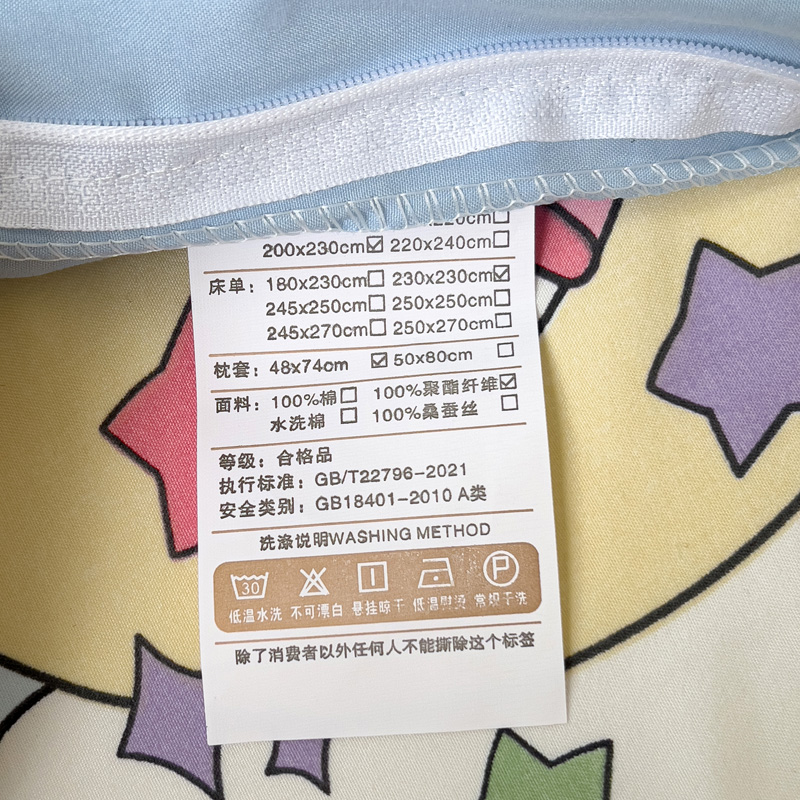 200x230cm☑ 220x240cm☐
床单：180x230cm☐ 230x230cm☑
245x250cm☐ 250x250cm☐
245x270cm☐ 250x270cm☐
枕套：48x74cm ☑ 50x80cm ☐
面料：100%棉☐ 100%聚酯纤维☑
水洗棉 ☐ 100%桑蚕丝 ☐
等级：合格品
执行标准：GB/T22796-2021
安全类别：GB18401-2010 A类
洗涤说明WASHING METHOD
30 P
低温水洗 不可漂白 悬挂晾干 低温熨烫 常规干洗
除了消费者以外任何人不能撕除这个标签